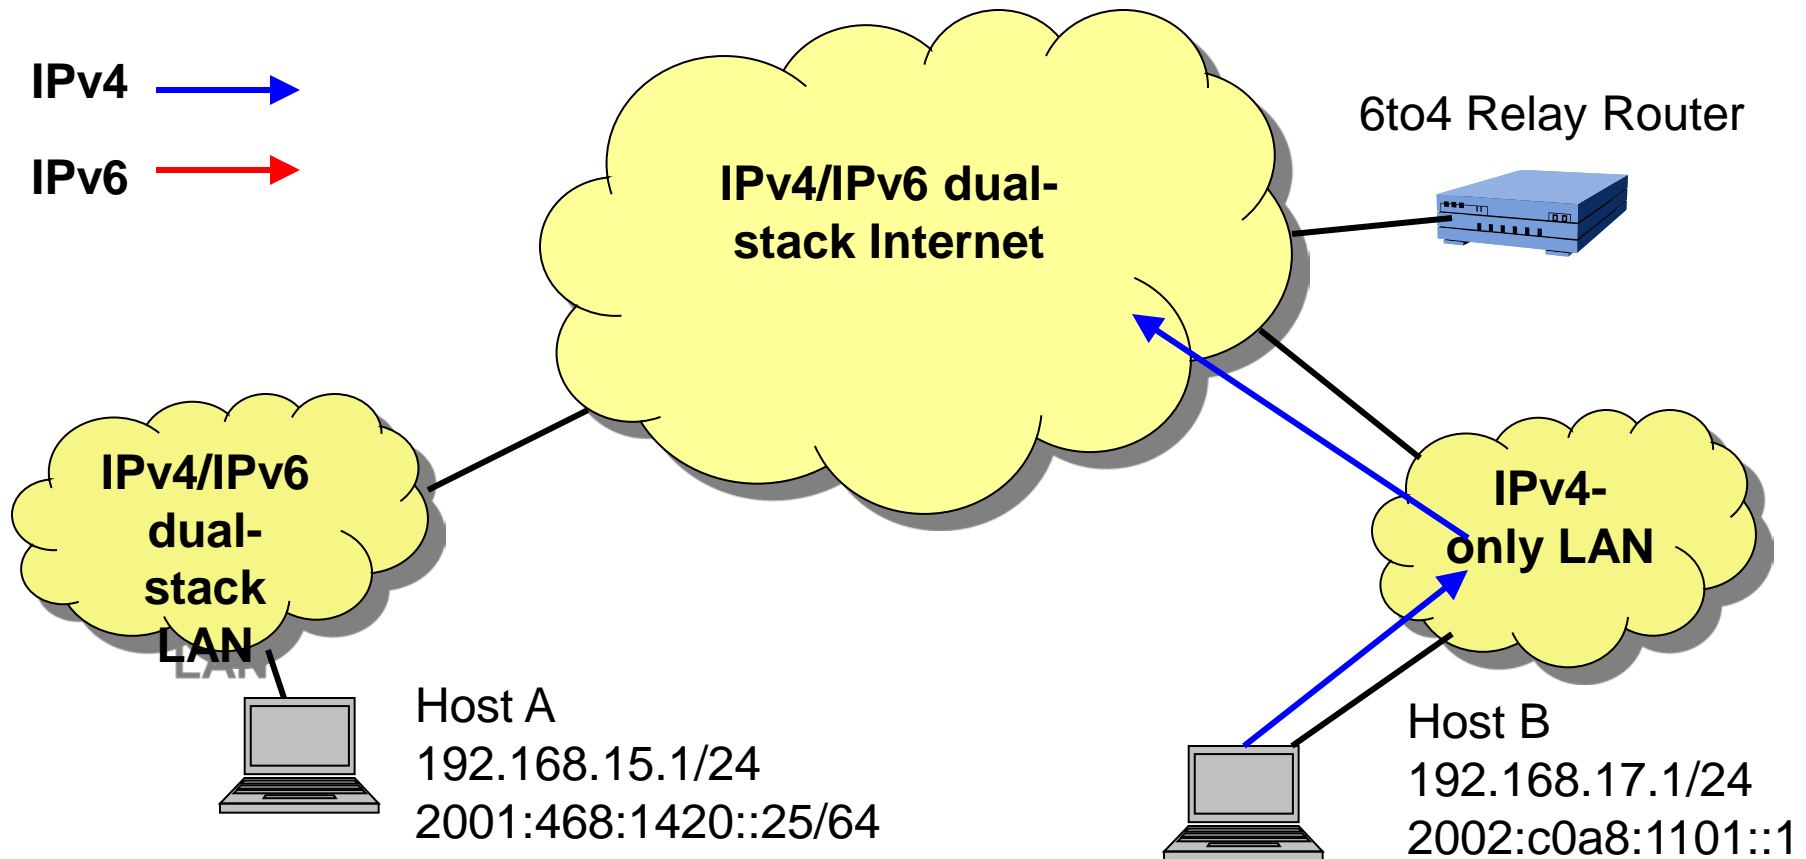 IPv4
IPv6
6to4 Relay Router
IPv4/IPv6 dual-
stack Internet
IPv4/IPv6
dual-
stack
LAN
IPv4-
only LAN
Host A
192.168.15.1/24
2001:468:1420::25/64
Host B
192.168.17.1/24
2002:c0a8:1101::1